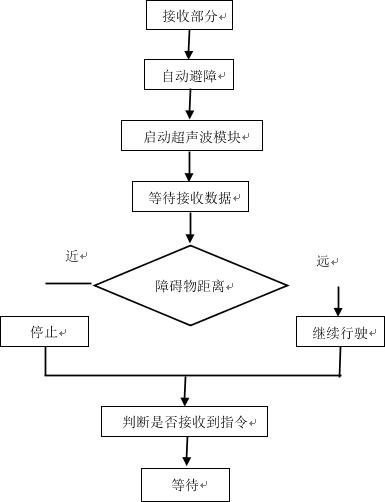 接收部分
自动避障
启动超声波模块
等待接收数据
近
远
障碍物距离
停止
继续行驶
判断是否接收到指令
等待